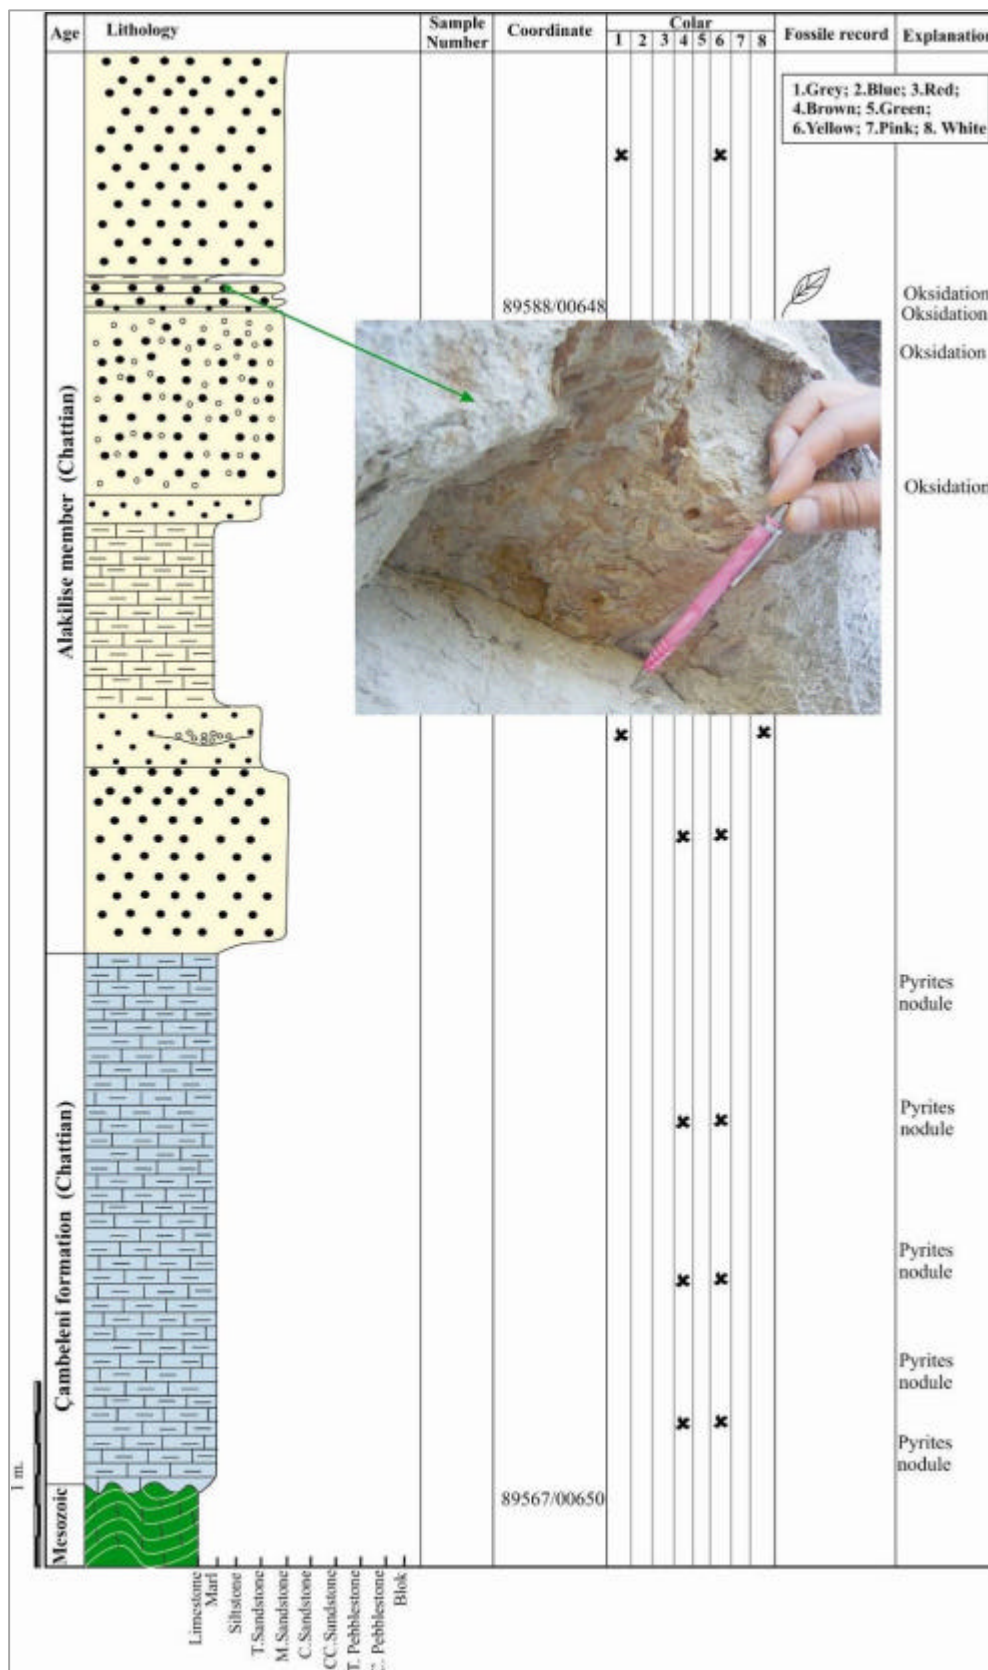 Age
Lithology
Sample
Number
Coordinate
Colar
1 2 3 4 5 6 7 8
Fossile record
Explanation
1.Grey; 2.Blue; 3.Red;
4.Brown; 5.Green;
6.Yellow; 7.Pink; 8. White
Alakilise member (Chattian)
89588/00648
Oksidation
Oksidation
Oksidation
Oksidation
Çambeleni formation (Chattian)
Pyrites
nodule
Pyrites
nodule
Pyrites
nodule
Pyrites
nodule
Pyrites
nodule
Mesozoic
89567/00650
1 m.
Limestone
Marl
Siltstone
T.Sandstone
M.Sandstone
C.Sandstone
CC.Sandstone
T. Pebblestone
C. Pebblestone
Blok